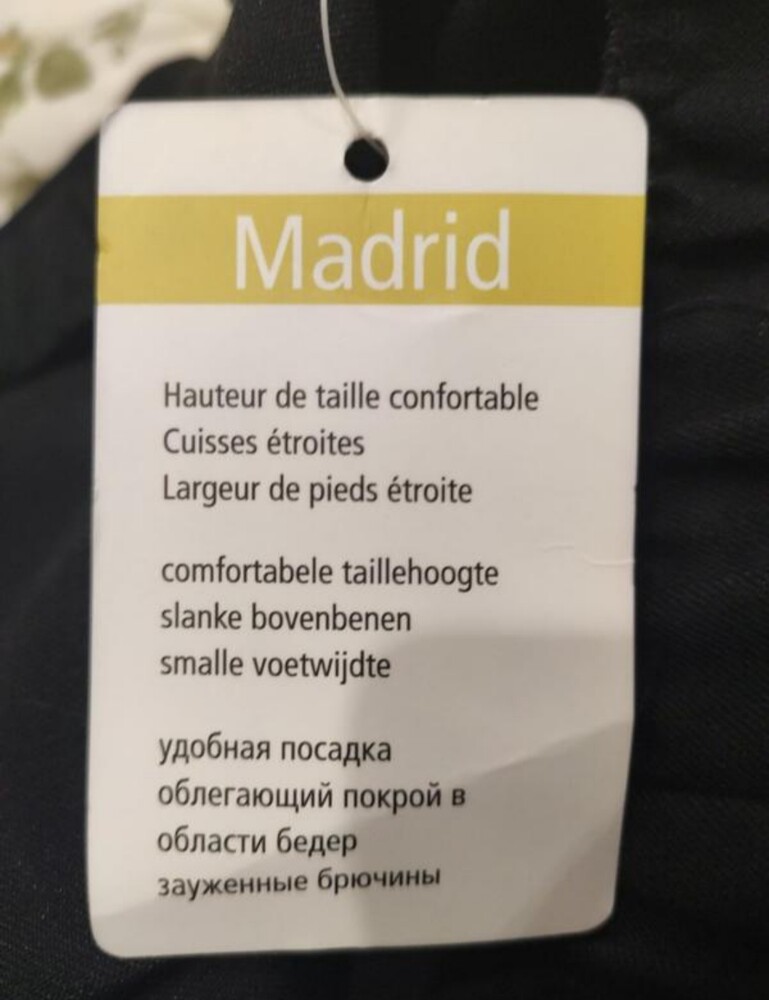 Madrid
Hauteur de taille confortable
Cuisses étroites
Largeur de pieds étroite
comfortabele taillehoogte
slanke bovenbenen
smalle voetwijdte
удобная посадка
облегающий покрой в
области бедер
зауженные брючины